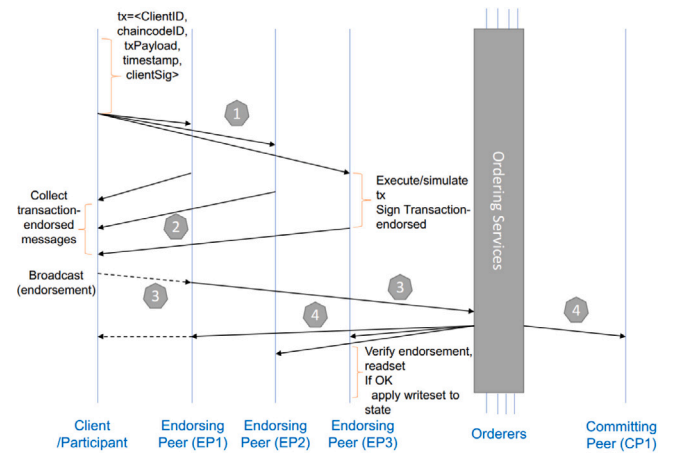 tx=<ClientID,
chaincodeID,
txPayload,
timestamp,
clientSig>
1
Execute/simulate
tx
Sign Transaction-
endorsed
Collect
transaction-
endorsed
messages
2
Ordering Services
Broadcast
(endorsement)
3
3
4
4
Verify endorsement,
readset
If OK
apply writeset to
state
Client
/Participant
Endorsing
Peer (EP1)
Endorsing
Peer (EP2)
Endorsing
Peer (EP3)
Orderers
Committing
Peer (CP1)